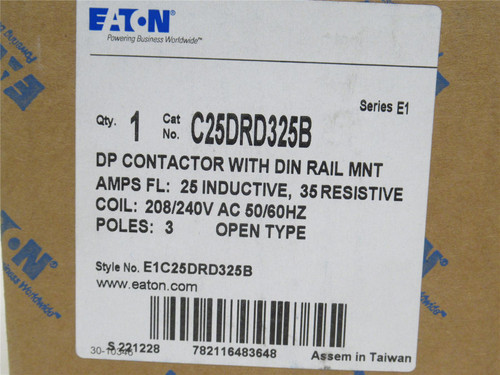 EATON
Powering Business Worldwide™
Series E1
Qty. 1 Cat No. C25DRD325B
DP CONTACTOR WITH DIN RAIL MNT
AMPS FL: 25 INDUCTIVE, 35 RESISTIVE
COIL: 208/240V AC 50/60HZ
POLES: 3 OPEN TYPE
Style No. E1C25DRD325B
www.eaton.com
S 221228
30-10346
782116483648
Assem in Taiwan